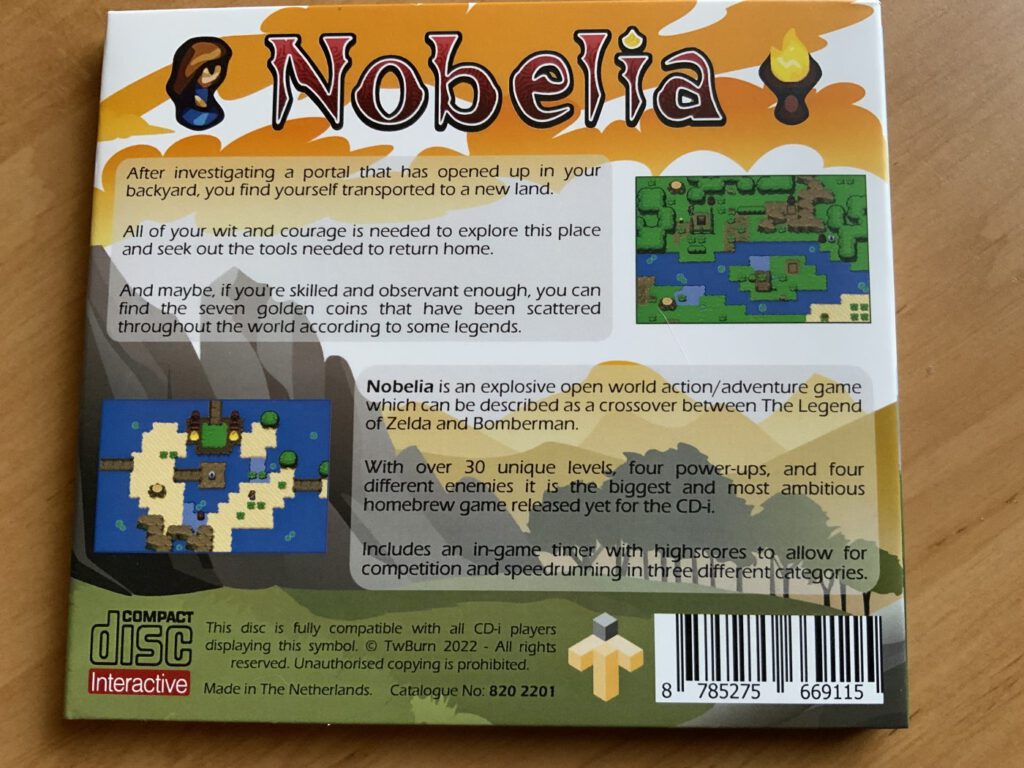 Nobelia
After investigating a portal that has opened up in your
backyard, you find yourself transported to a new land.
All of your wit and courage is needed to explore this place
and seek out the tools needed to return home.
And maybe, if you're skilled and observant enough, you can
find the seven golden coins that have been scattered
throughout the world according to some legends.
Nobelia is an explosive open world action/adventure game
which can be described as a crossover between The Legend
of Zelda and Bomberman.
With over 30 unique levels, four power-ups, and four
different enemies it is the biggest and most ambitious
homebrew game released yet for the CD-i.
Includes an in-game timer with highscores to allow for
competition and speedrunning in three different categories.
COMPACT
disc
Interactive
This disc is fully compatible with all CD-i players
displaying this symbol. © TwBurn 2022 - All rights
reserved. Unauthorised copying is prohibited.
Made in The Netherlands. Catalogue No: 820 2201
8 785275 669115